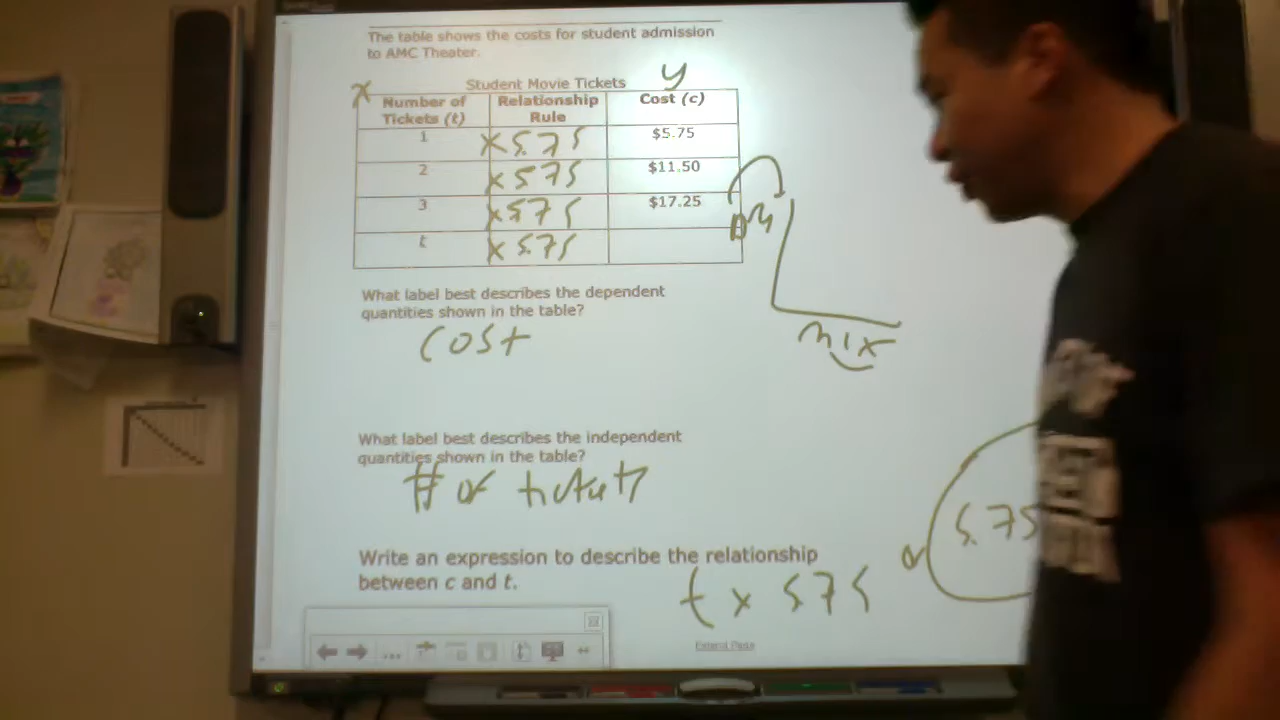 The table shows the costs for student admission
to AMC Theater.
Student Movie Tickets
y
x
Number of Tickets (t) Relationship Rule Cost (c)
1 x 5.75 $5.75
2 x 5.75 $11.50
3 x 5.75 $17.25
t x 5.75
What label best describes the dependent
quantities shown in the table?
cost
mix
What label best describes the independent
quantities shown in the table?
# of tickets
5.75
or
Write an expression to describe the relationship
between c and t.
t x 5.75
Extend Page